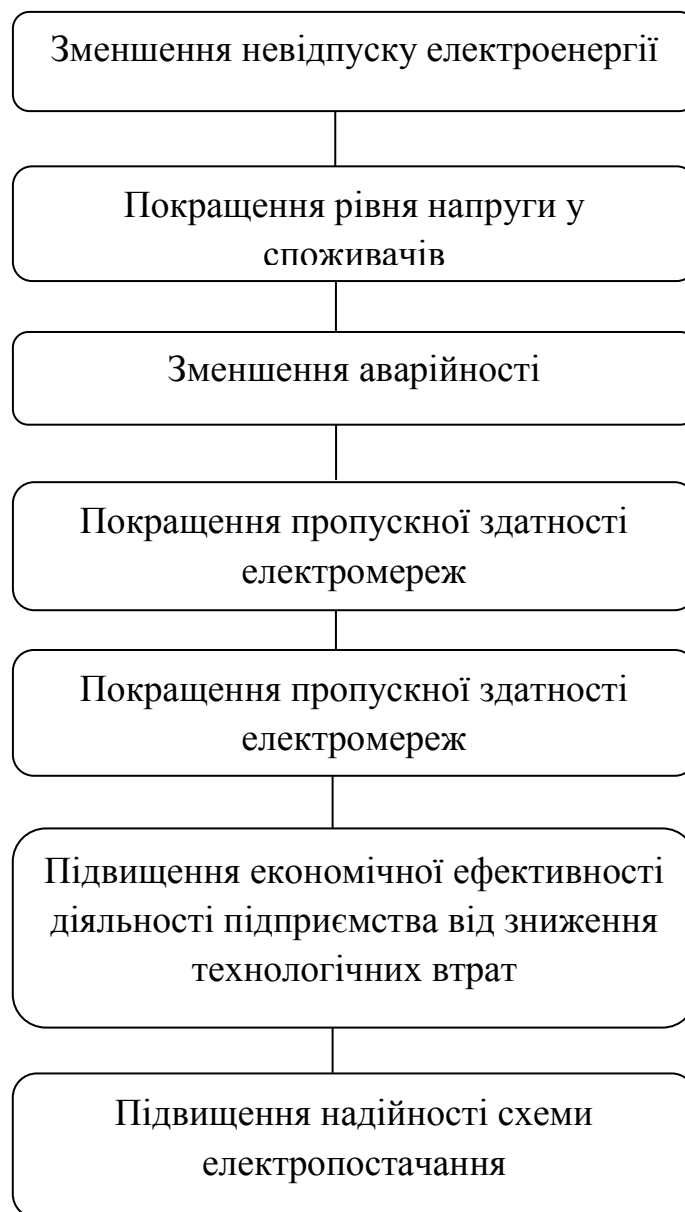 Зменшення невідпуску електроенергії
Покращення рівня напруги у
споживачів
Зменшення аварійності
Покращення пропускної здатності
електромереж
Покращення пропускної здатності
електромереж
Підвищення економічної ефективності
діяльності підприємства від зниження
технологічних втрат
Підвищення надійності схеми
електропостачання